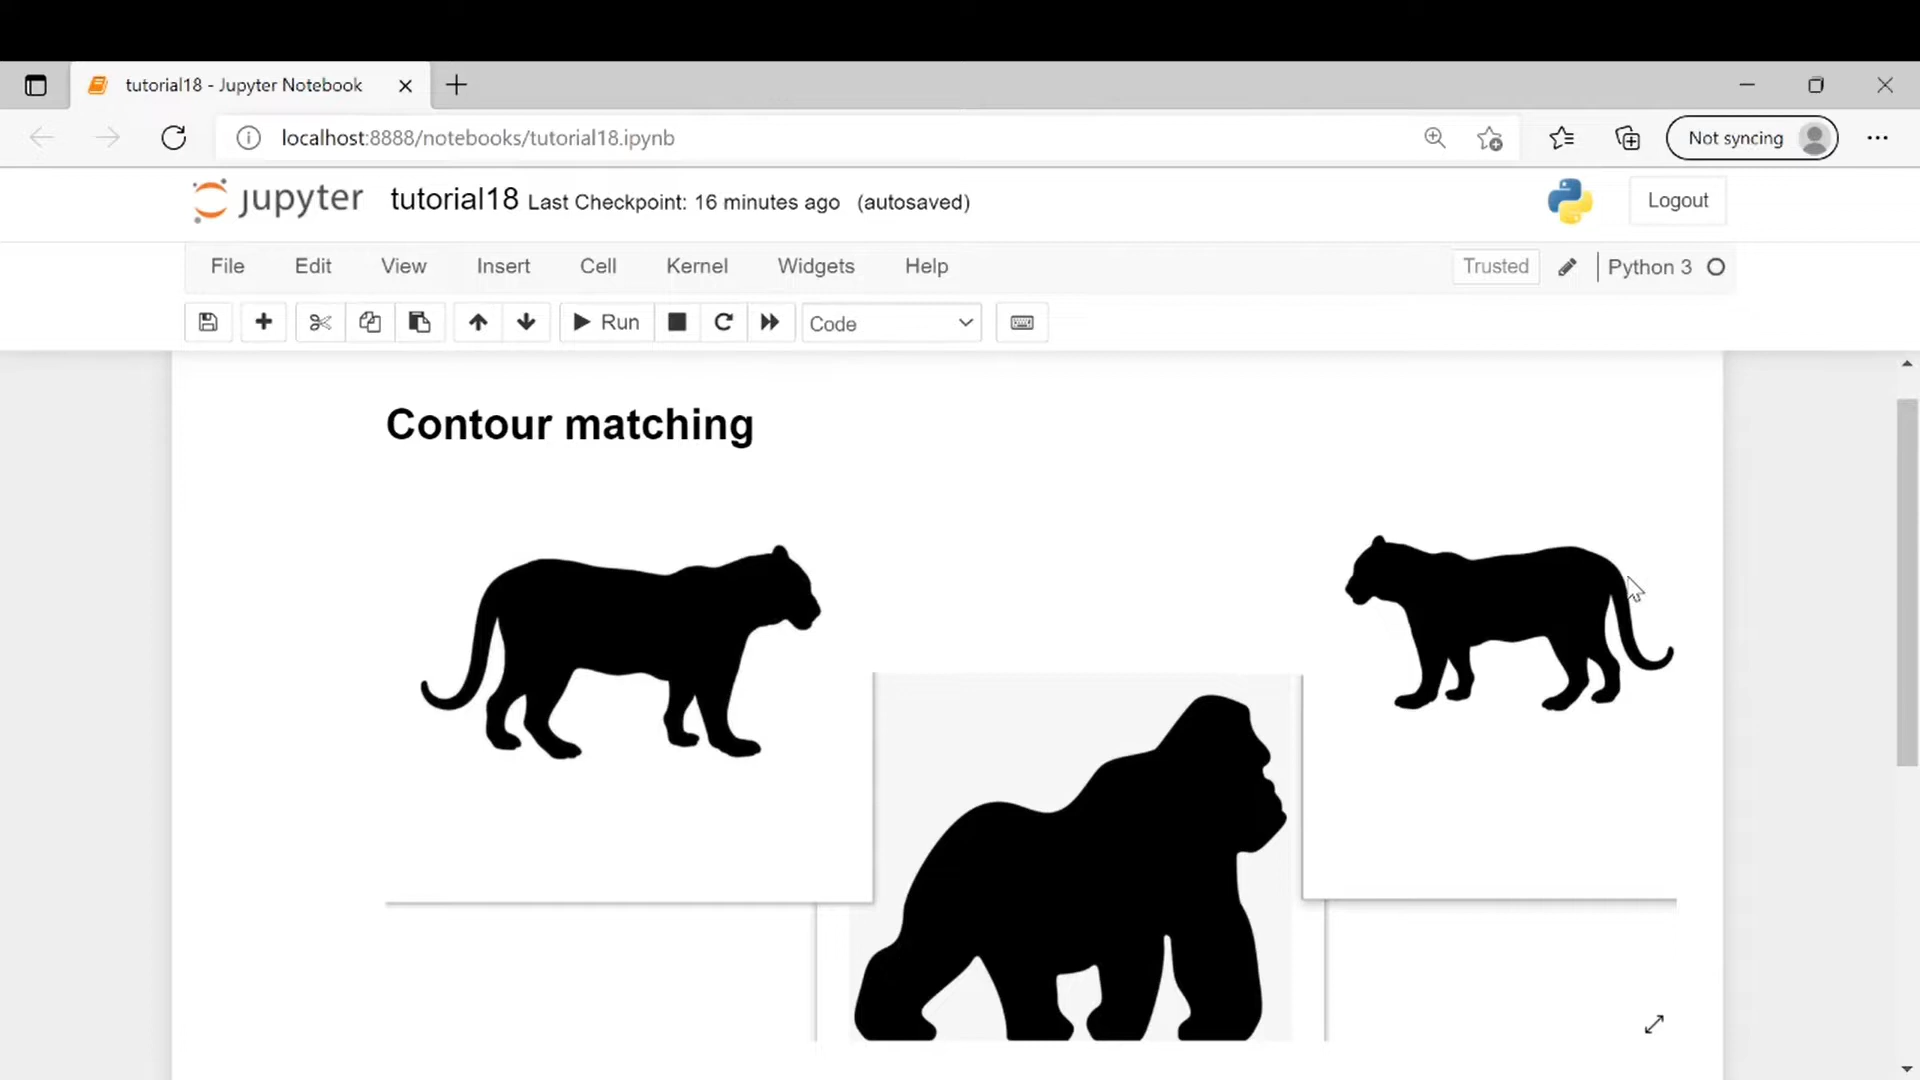 tutorial18 - Jupyter Notebook
localhost:8888/notebooks/tutorial18.ipynb
Not syncing
jupyter tutorial18 Last Checkpoint: 16 minutes ago (autosaved)
Logout
File Edit View Insert Cell Kernel Widgets Help
Trusted Python 3
Run Code
Contour matching